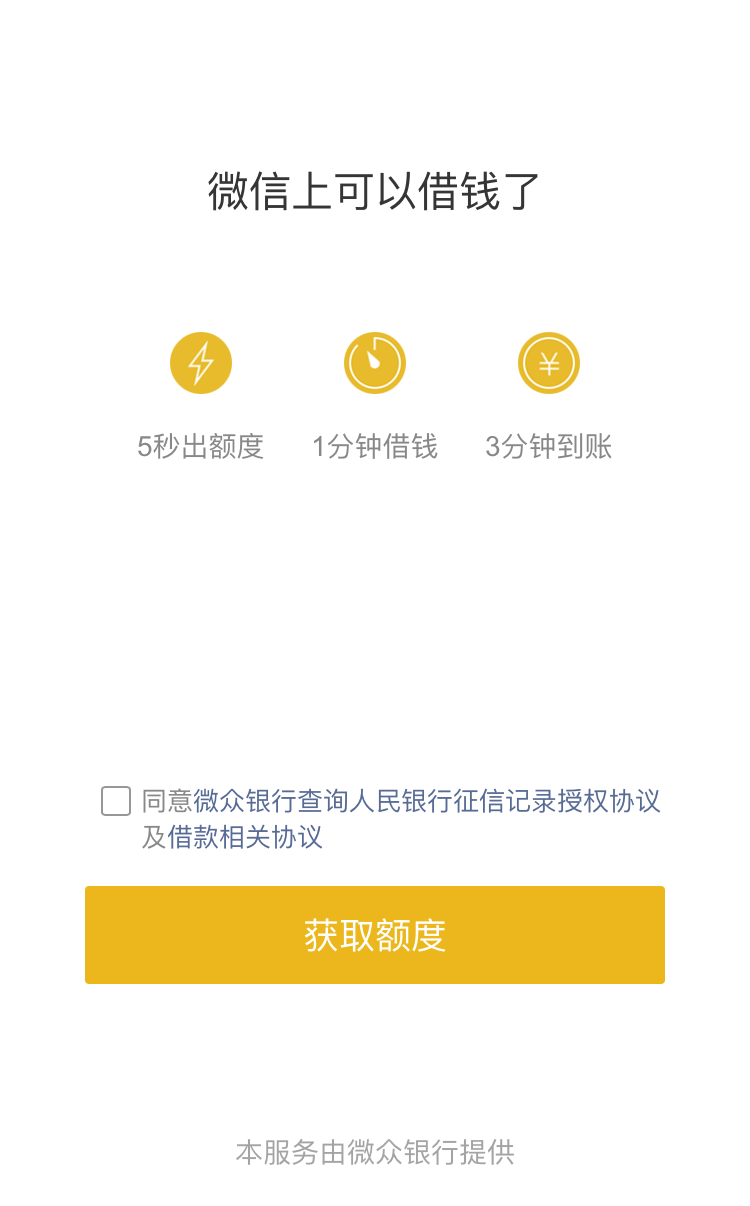 微信上可以借钱了
5秒出额度
1分钟借钱
3分钟到账
同意微众银行查询人民银行征信记录授权协议
及借款相关协议
获取额度
本服务由微众银行提供